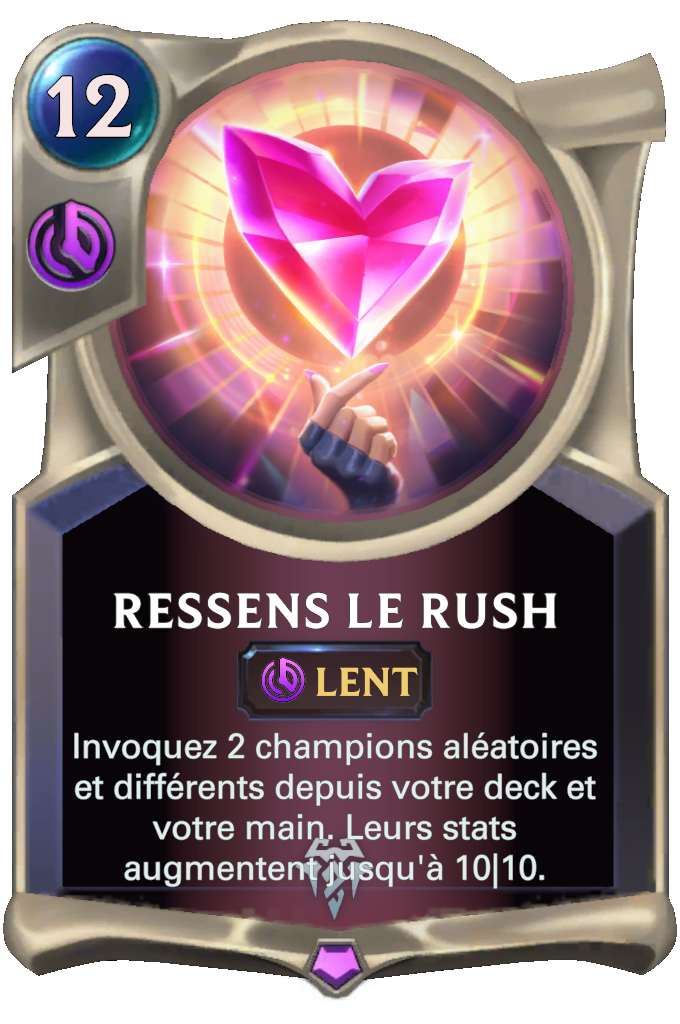 12
RESSENS LE RUSH
LENT
Invoquez 2 champions aléatoires
et différents depuis votre deck et
votre main. Leurs stats
augmentent jusqu'à 10|10.